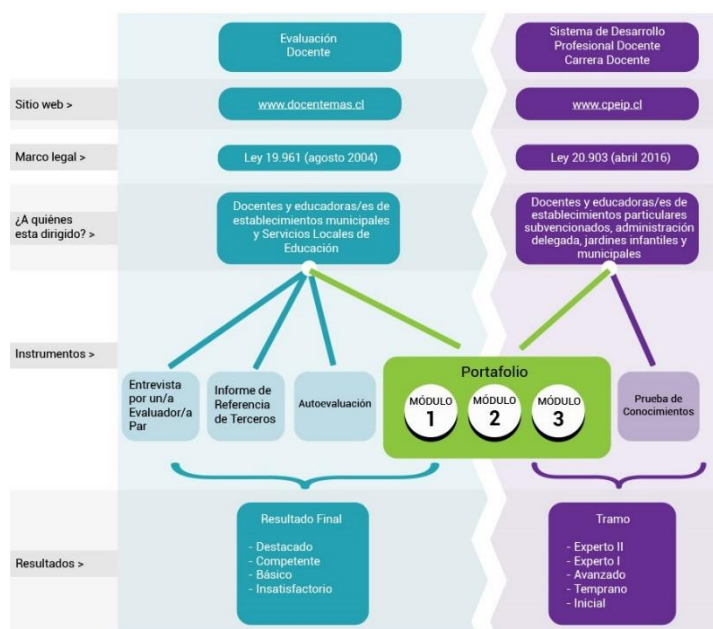 Evaluación
Docente
Sistema de Desarrollo
Profesional Docente
Carrera Docente
Sitio web >
www.docentemas.cl
www.cpeip.cl
Marco legal >
Ley 19.961 (agosto 2004)
Ley 20.903 (abril 2016)
¿A quiénes
esta dirigido? >
Docentes y educadoras/es de
establecimientos municipales
y Servicios Locales de
Educación
Docentes y educadoras/es de
establecimientos particulares
subvencionados, administración
delegada, jardines infantiles y
municipales
Instrumentos >
Entrevista
por un/a
Evaluador/a
Par
Informe de
Referencia
de Terceros
Autoevaluación
Portafolio
MÓDULO
1
MÓDULO
2
MÓDULO
3
Prueba de
Conocimientos
Resultados >
Resultado Final
- Destacado
- Competente
- Básico
- Insatisfactorio
Tramo
- Experto II
- Experto I
- Avanzado
- Temprano
- Inicial